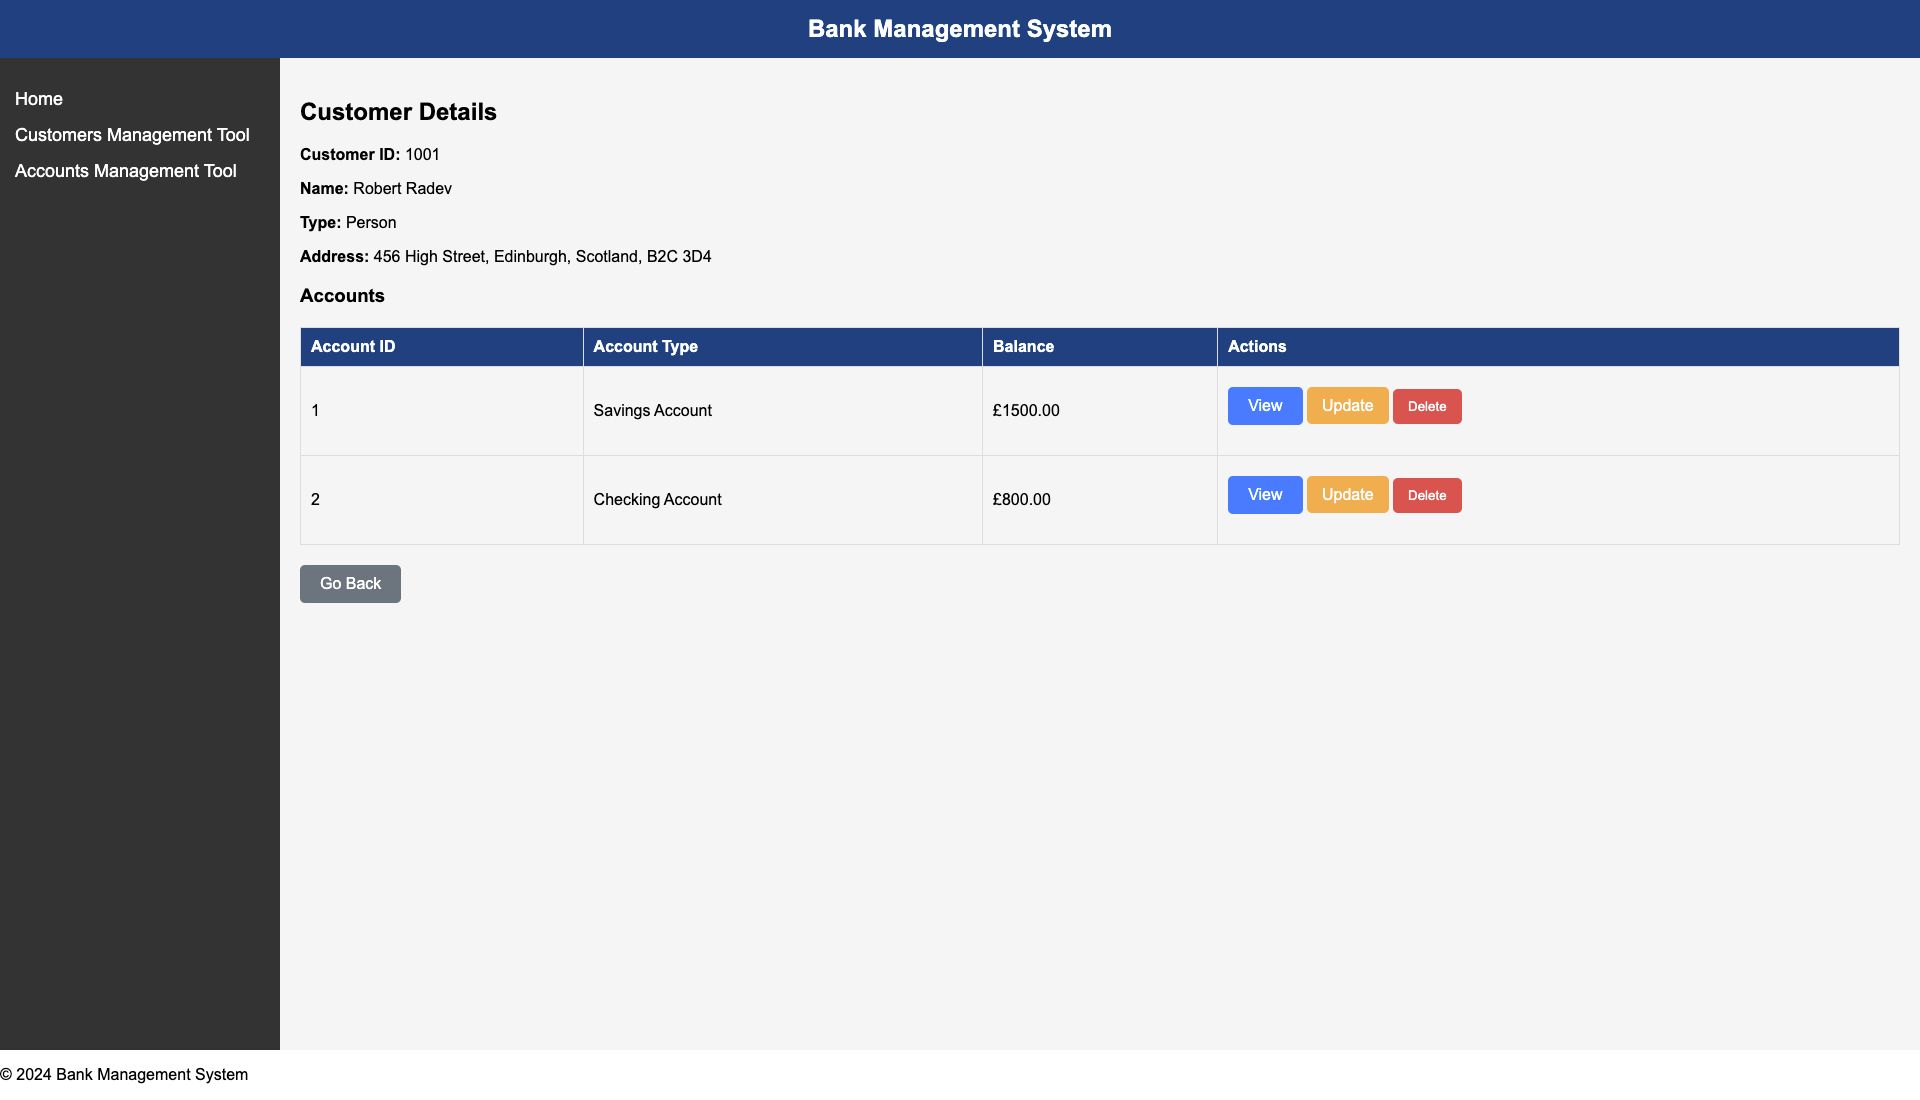 Bank Management System
Home
Customers Management Tool
Accounts Management Tool
Customer Details
Customer ID: 1001
Name: Robert Radev
Type: Person
Address: 456 High Street, Edinburgh, Scotland, B2C 3D4
Accounts
Account ID Account Type Balance Actions
1 Savings Account £1500.00 View Update Delete
2 Checking Account £800.00 View Update Delete
Go Back
© 2024 Bank Management System